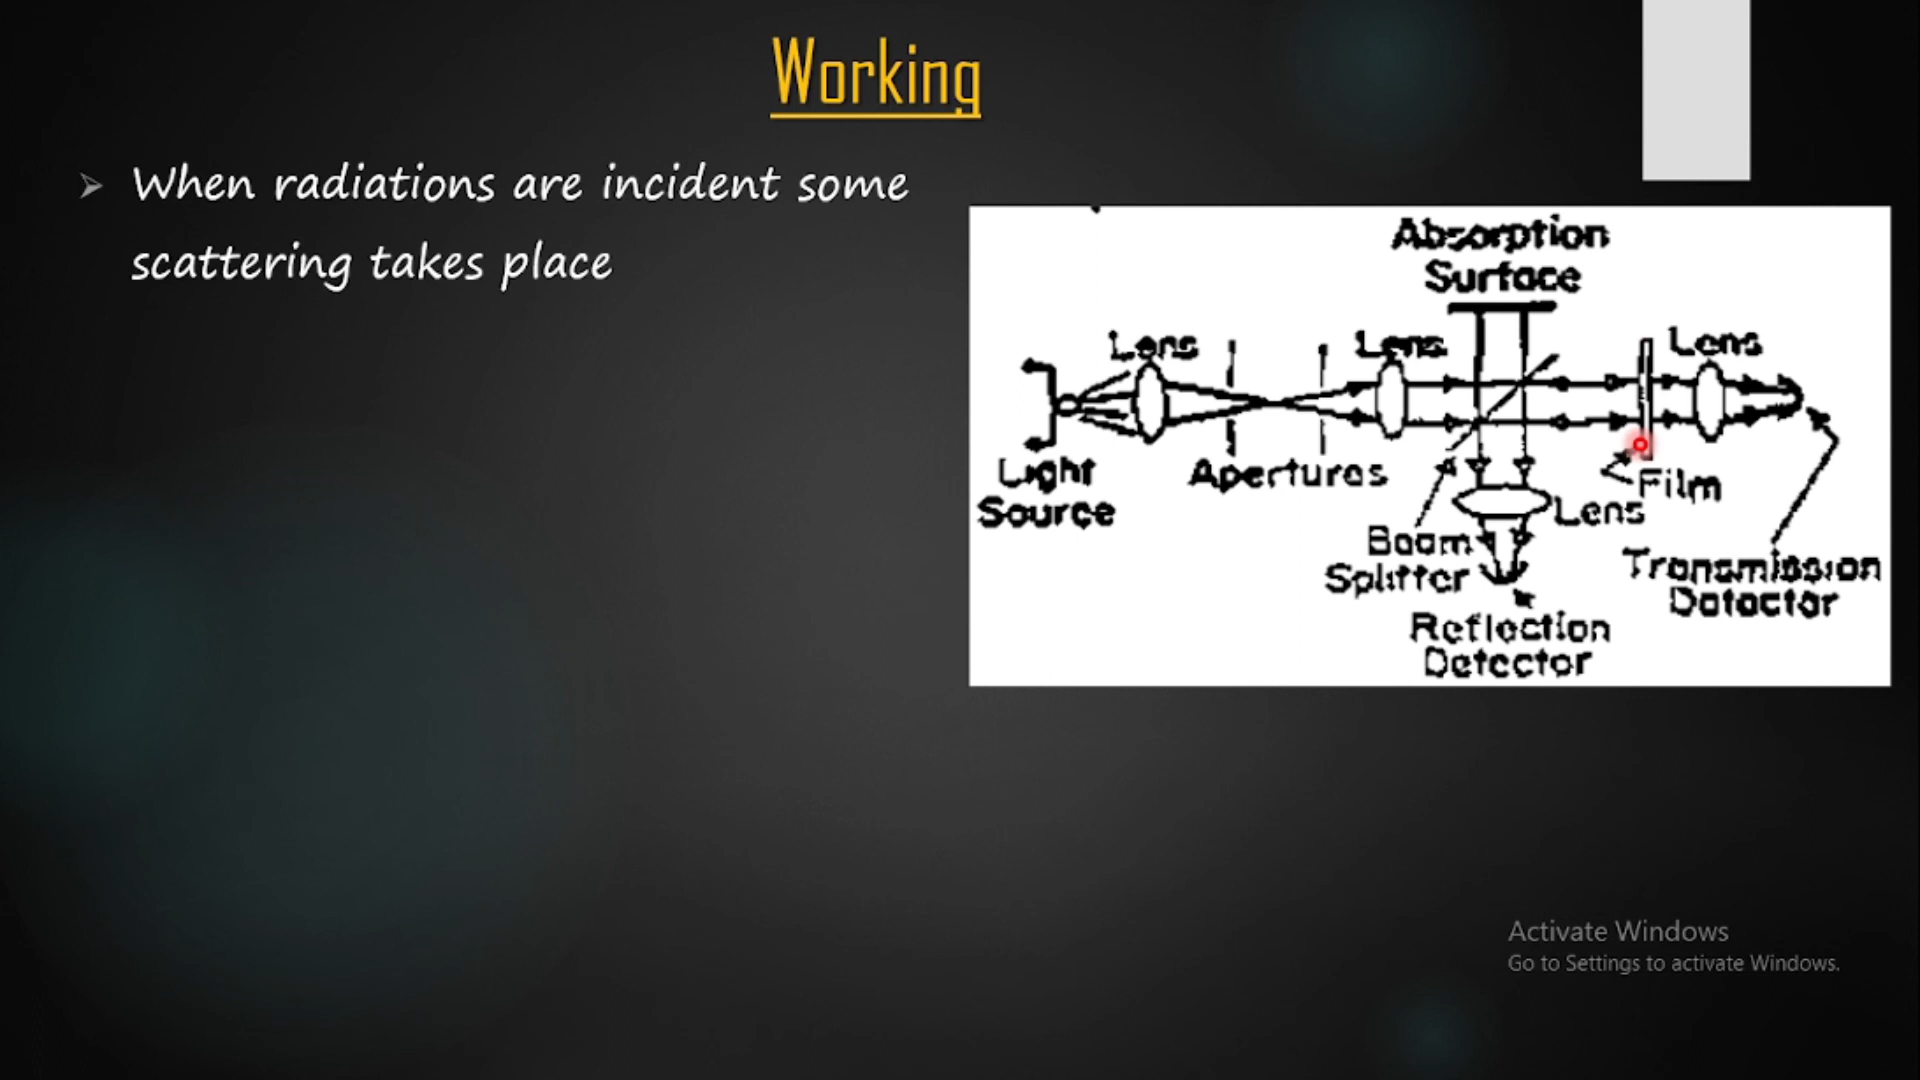 Working
When radiations are incident some
scattering takes place
Absorption
Surface
Lens
Lens
Lens
Light
Source
Apertures
Film
Lens
Beam
Splitter
Transmission
Detector
Reflection
Detector
Activate Windows
Go to Settings to activate Windows.